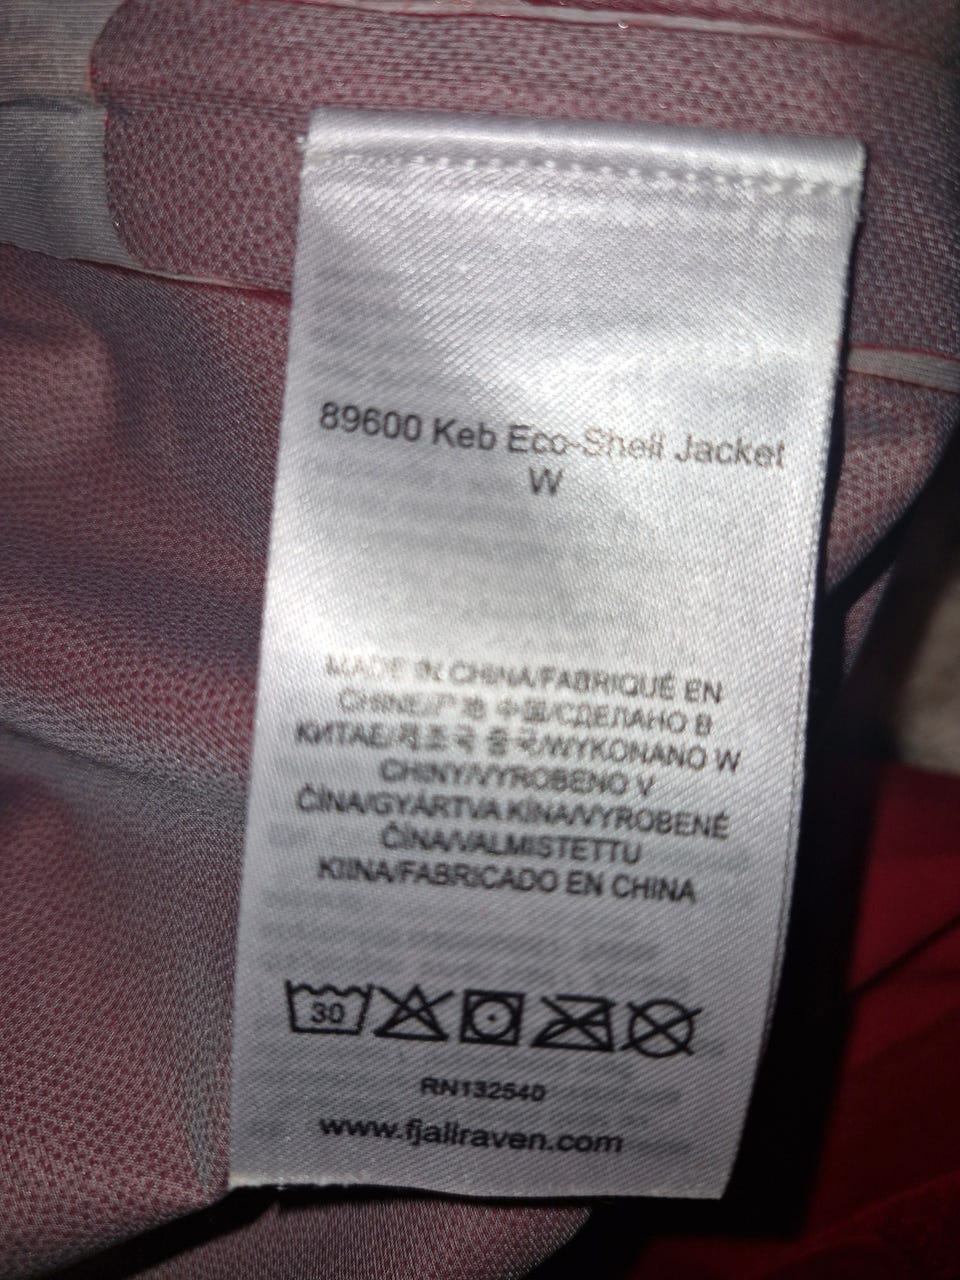 89600 Keb Eco-Shell Jacket
W
MADE IN CHINA/FABRIQUÉ EN
CHINE/产地 中国/СДЕЛАНО В
КИТАЕ/제조국 중국/WYKONANO W
CHINY/VYROBENO V
ČÍNA/GYÁRTVA KÍNA/VYROBENÉ
ČÍNA/VALMISTETTU
KIINA/FABRICADO EN CHINA
30
RN132540
www.fjallraven.com